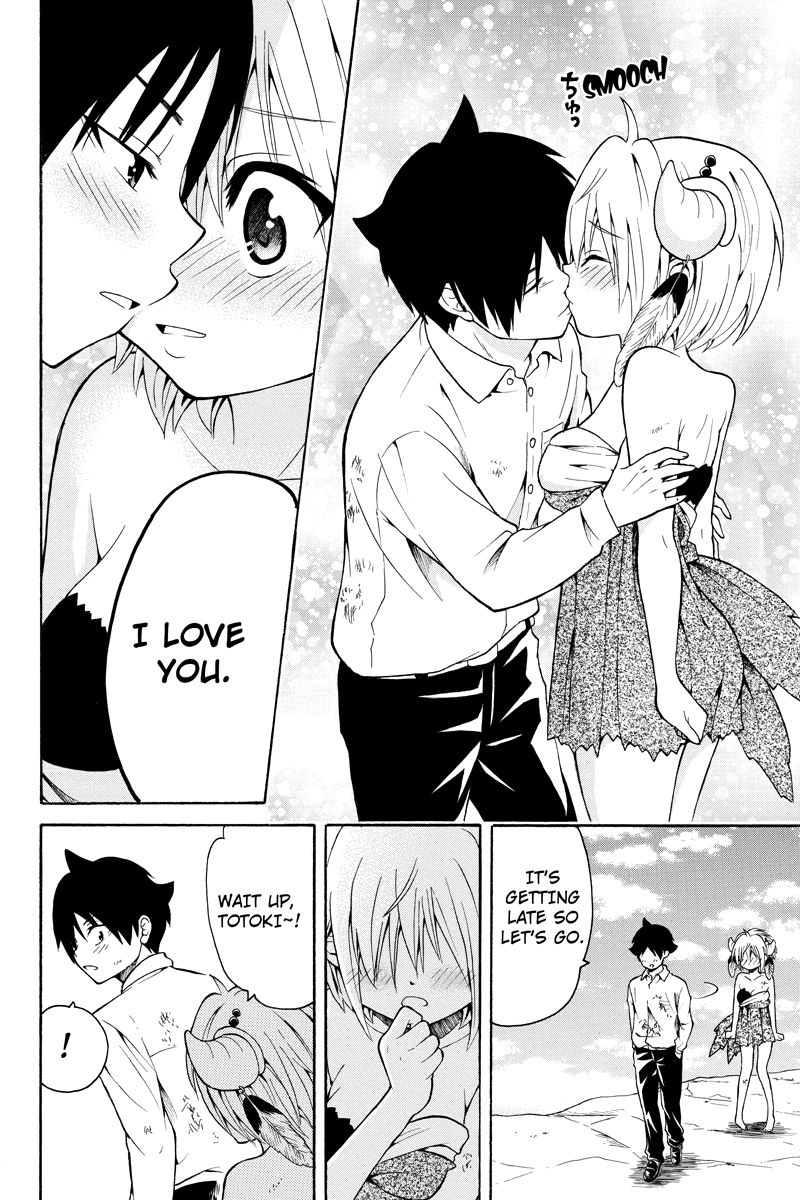 ちゅっ
SMOOCH
I LOVE
YOU.
IT'S
GETTING
LATE SO
LET'S GO.
WAIT UP,
TOTOKI~!
!